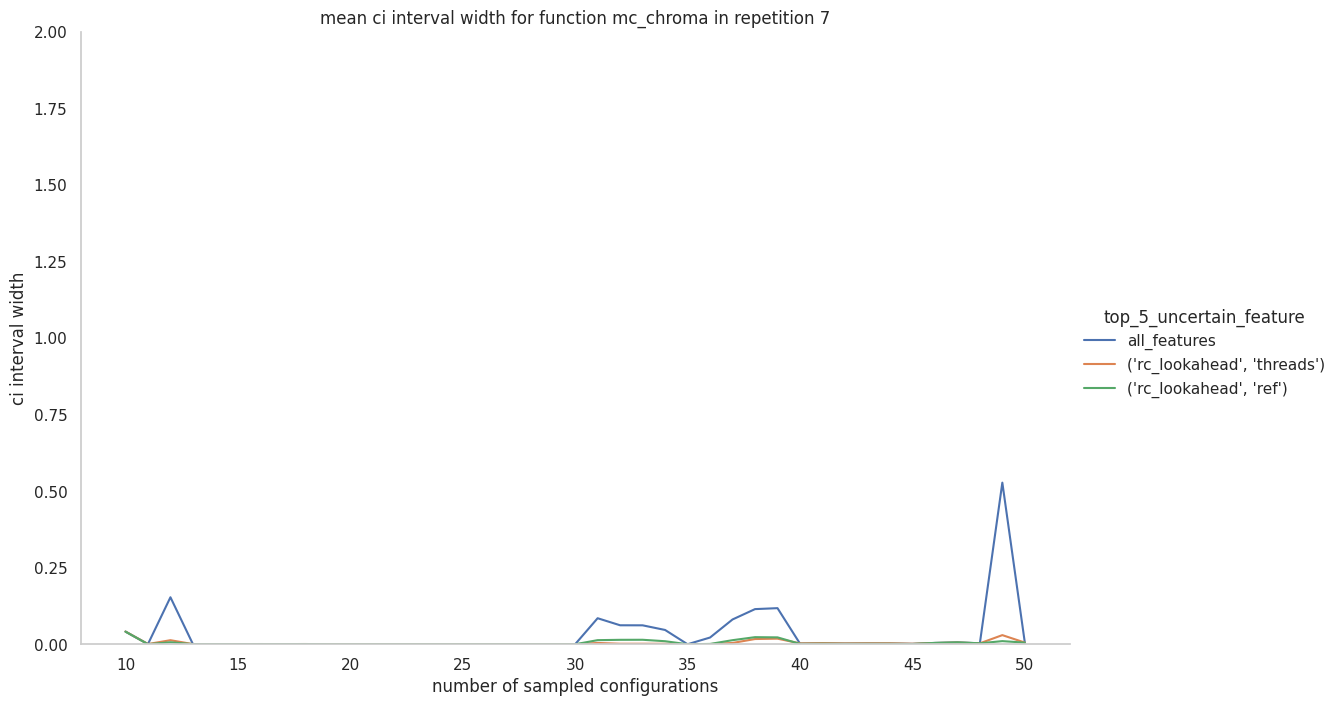 mean ci interval width for function mc_chroma in repetition 7
2.00
1.75
1.50
1.25
1.00
0.75
0.50
0.25
0.00
ci interval width
10 15 20 25 30 35 40 45 50
number of sampled configurations
top_5_uncertain_feature
all_features
('rc_lookahead', 'threads')
('rc_lookahead', 'ref')